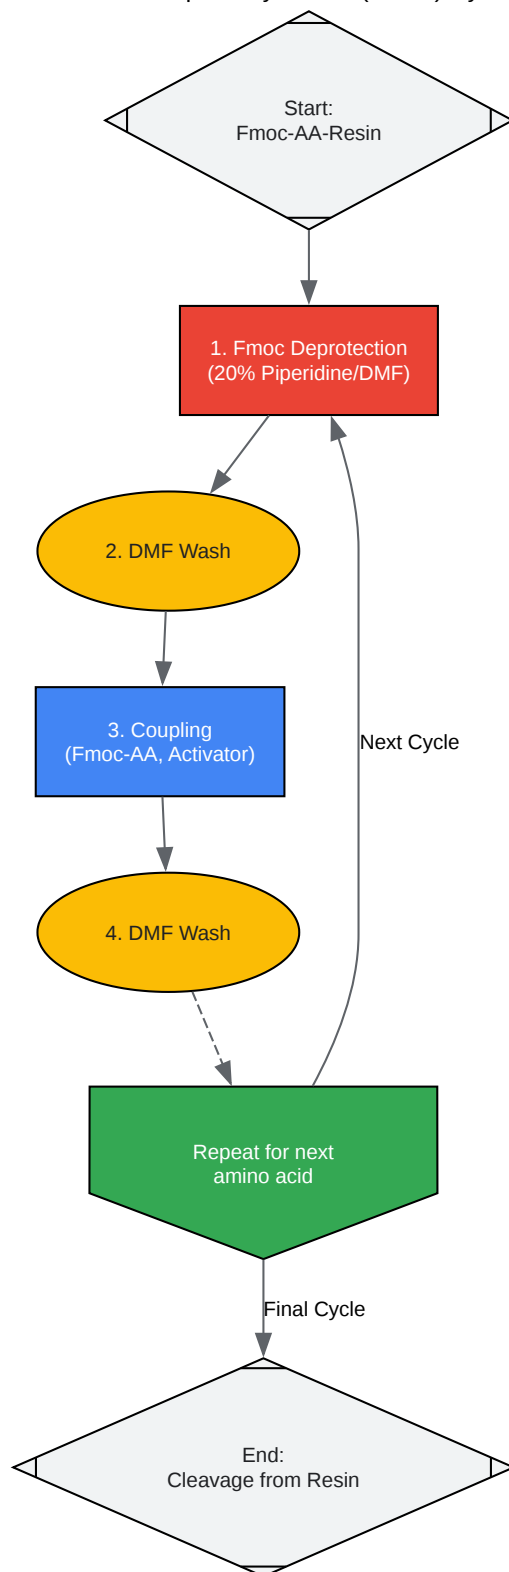 Start:
Fmoc-AA-Resin
1. Fmoc Deprotection
(20% Piperidine/DMF)
2. DMF Wash
3. Coupling
(Fmoc-AA, Activator)
Next Cycle
4. DMF Wash
Repeat for next
amino acid
Final Cycle
End:
Cleavage from Resin